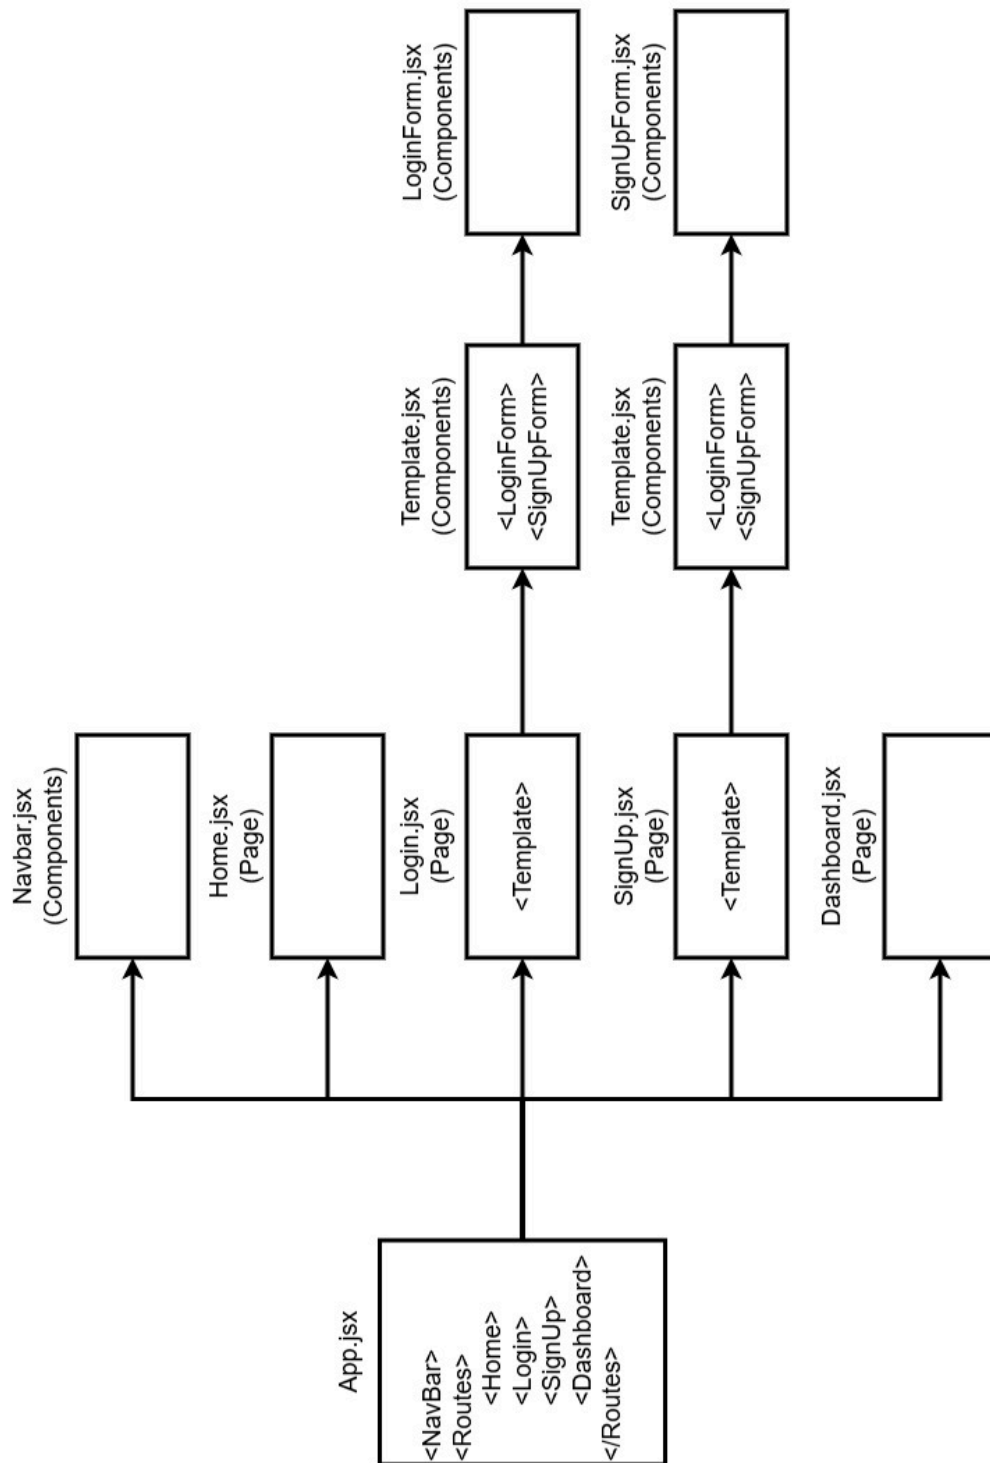 App.jsx
<NavBar>
<Routes>
<Home>
<Login>
<SignUp>
<Dashboard>
</Routes>
Navbar.jsx
(Components)
Home.jsx
(Page)
Login.jsx
(Page)
<Template>
Template.jsx
(Components)
<LoginForm>
<SignUpForm>
LoginForm.jsx
(Components)
SignUp.jsx
(Page)
<Template>
Template.jsx
(Components)
<LoginForm>
<SignUpForm>
SignUpForm.jsx
(Components)
Dashboard.jsx
(Page)